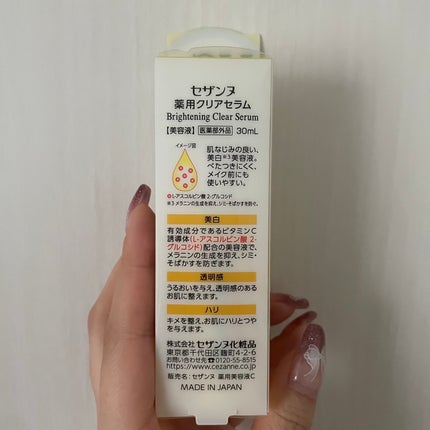 セザンヌ
薬用クリアセラム
Brightening Clear Serum
【美容液】 医薬部外品 30mL
イメージ図
肌なじみの良い、
美白※3美容液。
べたつきにくく、
メイク前にも
使いやすい。
L-アスコルビン酸 2-グルコシド
※3 メラニンの生成を抑え、シミ・そばかすを防ぐ。
美白
有効成分であるビタミンC
誘導体(L-アスコルビン酸 2-
グルコシド)配合の美容液で、
メラニンの生成を抑え、シミ・
そばかすを防ぎます。
透明感
うるおいを与え、透明感のある
お肌に整えます。
ハリ
キメを整え、お肌にハリとつや
を与えます。
株式会社 セザンヌ化粧品
東京都千代田区麹町4-2-6
お問い合わせ先 0120-55-8515
https://www.cezanne.co.jp
販売名:セザンヌ 薬用美容液C
MADE IN JAPAN